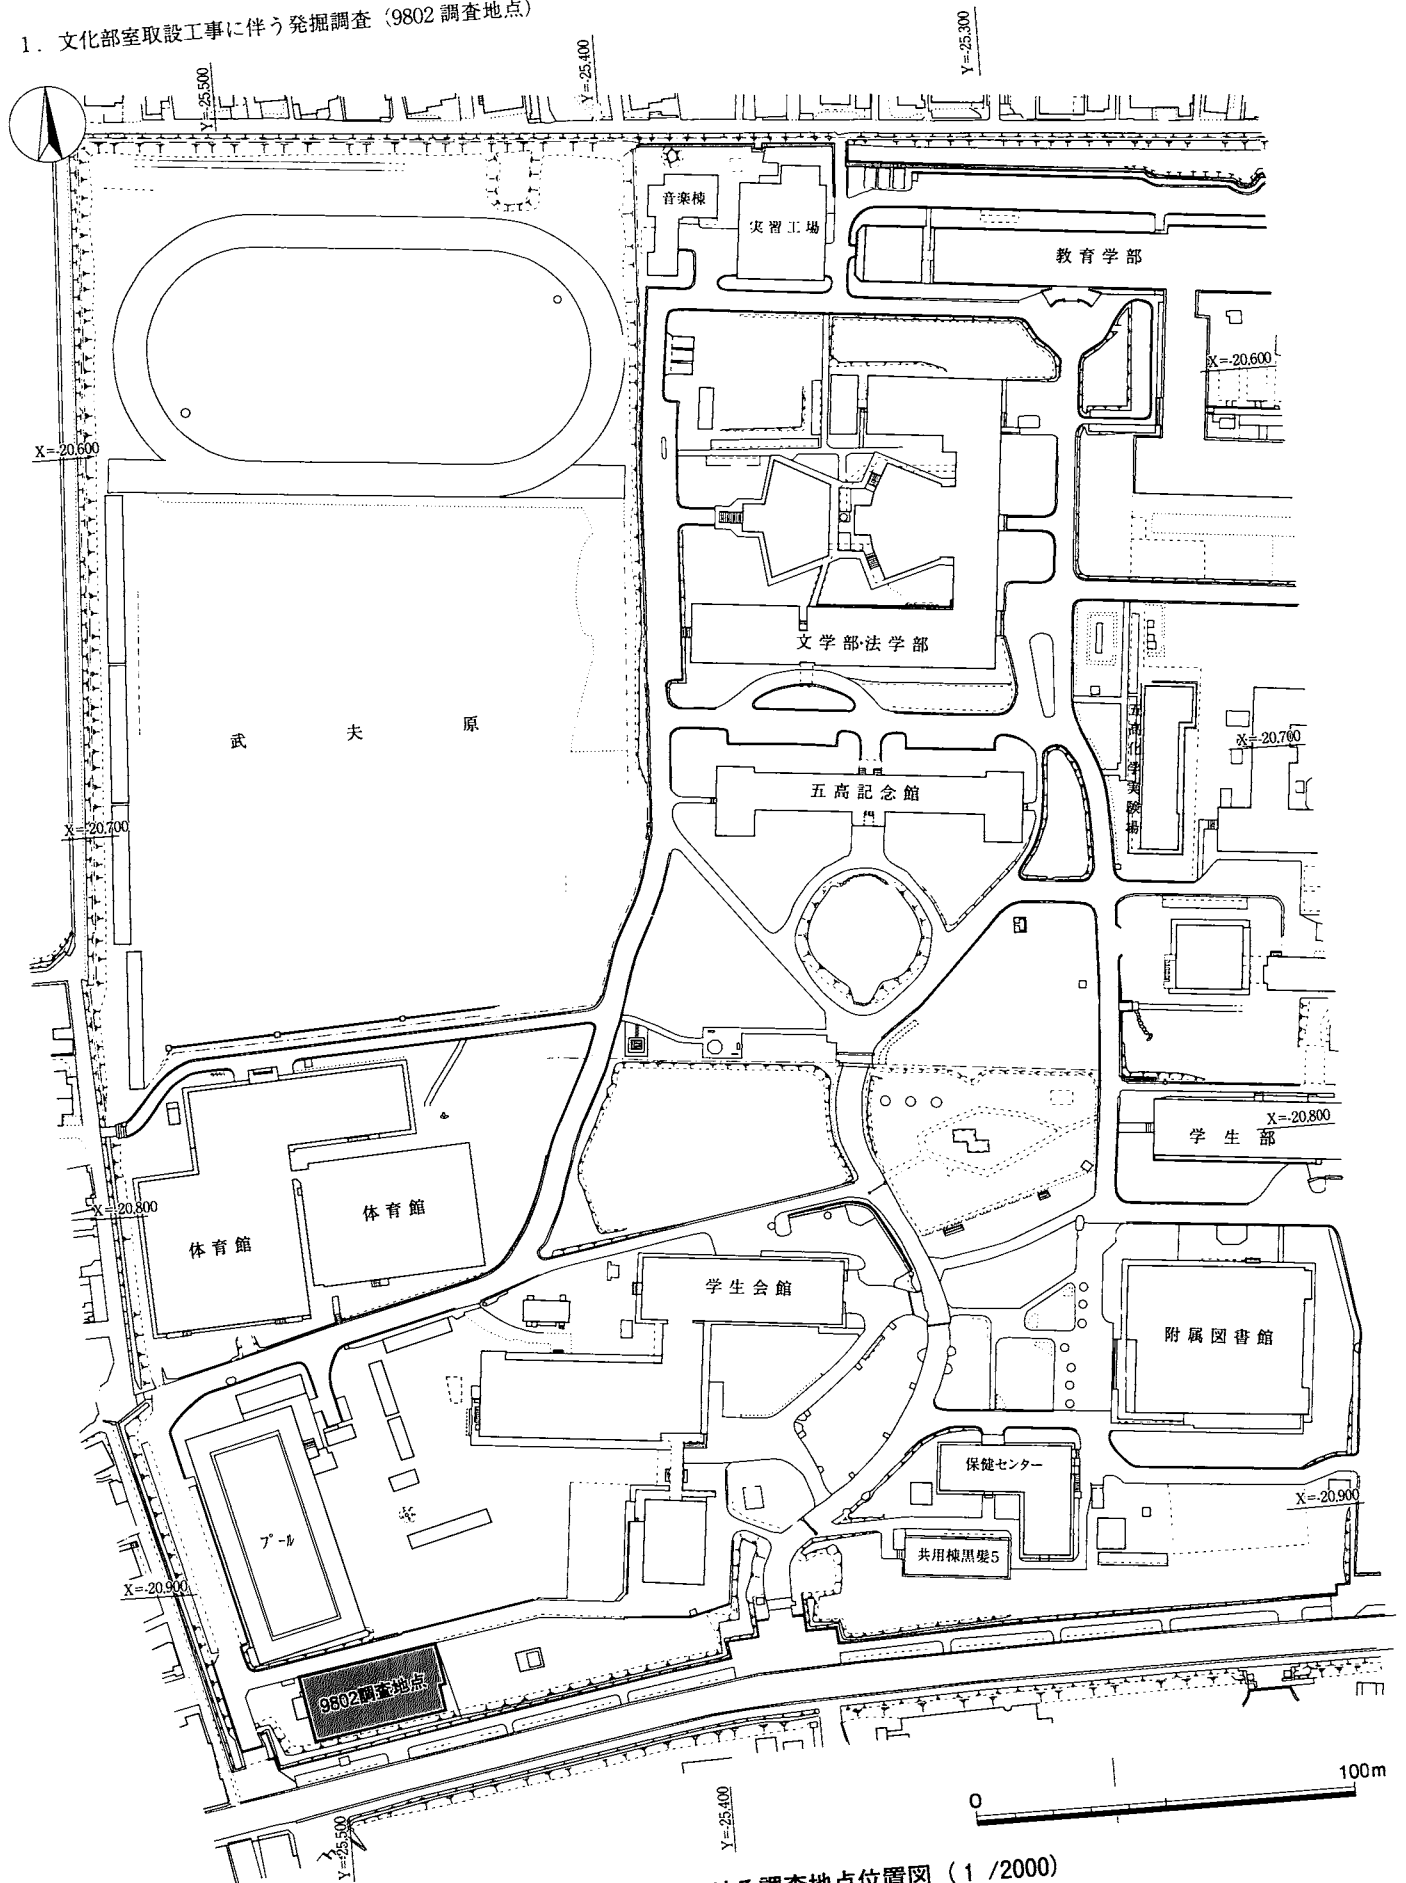 1. 文化部室取設工事に伴う発掘調査(9802調査地点)
Y=-25,500
Y=-25,400
Y=-25,300
音楽棟
実習工場
教育学部
X=-20,600
X=-20,600
文学部・法学部
武夫原
五高化学実験場
X=-20,700
五高記念館
X=-20,700
学生部
X=-20,800
X=-20,800
体育館
体育館
学生会館
附属図書館
保健センター
X=-20,900
プール
共用棟黒髪5
X=-20,900
9802調査地点
Y=-25,500
Y=-25,400
0
100m
る調査地点位置図(1/2000)